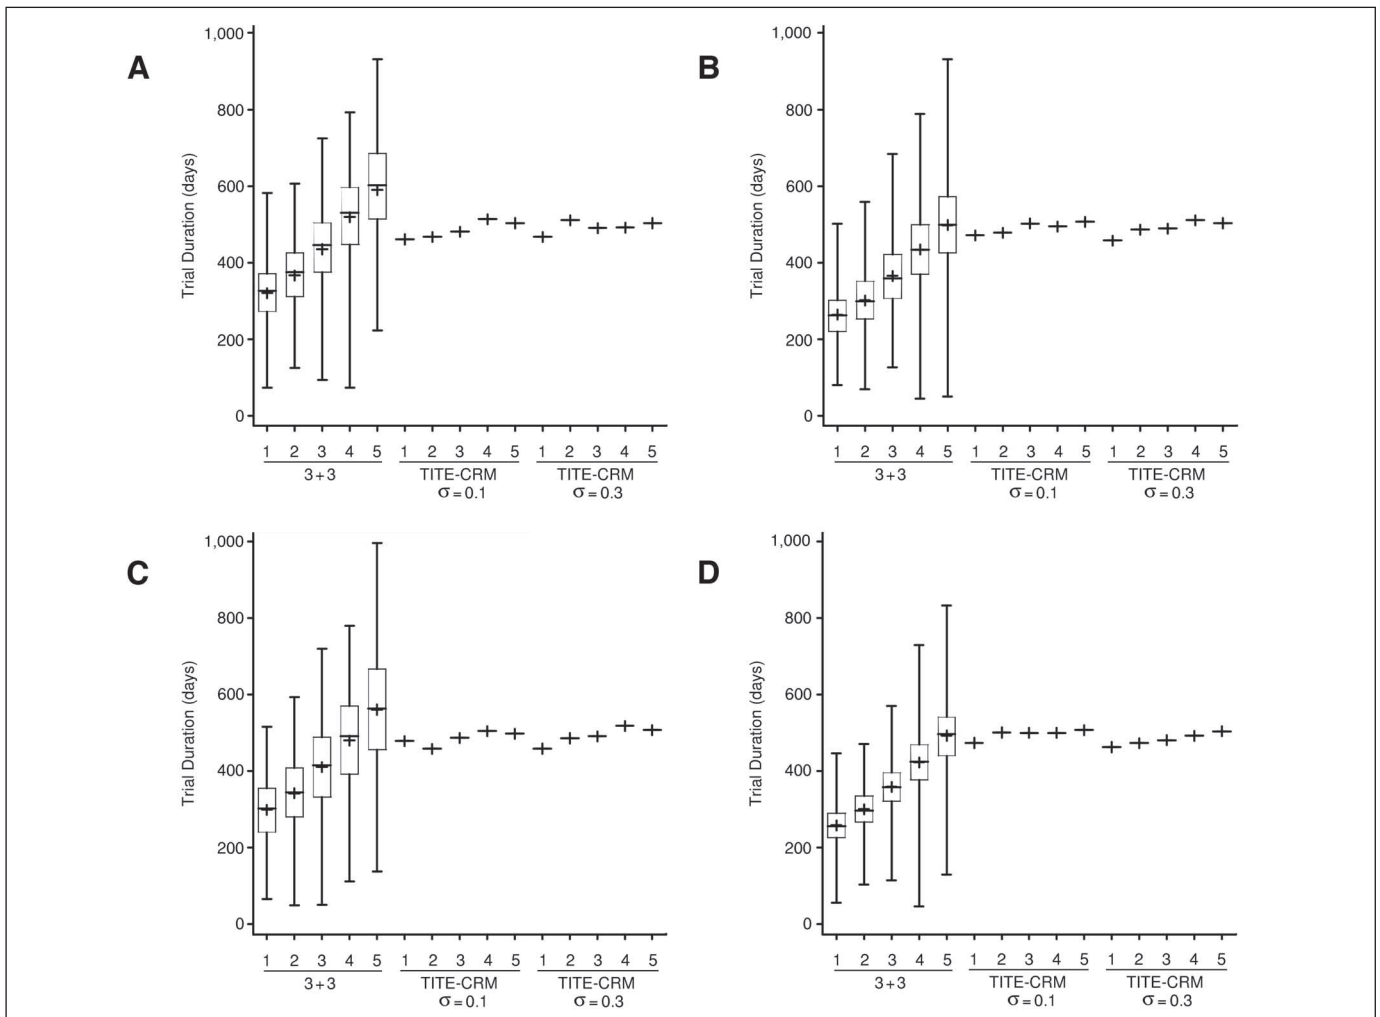 A
1,000
800
600
400
200
0
Trial Duration (days)
1 2 3 4 5 1 2 3 4 5 1 2 3 4 5
3+3 TITE-CRM TITE-CRM
σ=0.1 σ=0.3
B
1,000
800
600
400
200
0
Trial Duration (days)
1 2 3 4 5 1 2 3 4 5 1 2 3 4 5
3+3 TITE-CRM TITE-CRM
σ=0.1 σ=0.3
C
1,000
800
600
400
200
0
Trial Duration (days)
1 2 3 4 5 1 2 3 4 5 1 2 3 4 5
3+3 TITE-CRM TITE-CRM
σ=0.1 σ=0.3
D
1,000
800
600
400
200
0
Trial Duration (days)
1 2 3 4 5 1 2 3 4 5 1 2 3 4 5
3+3 TITE-CRM TITE-CRM
σ=0.1 σ=0.3